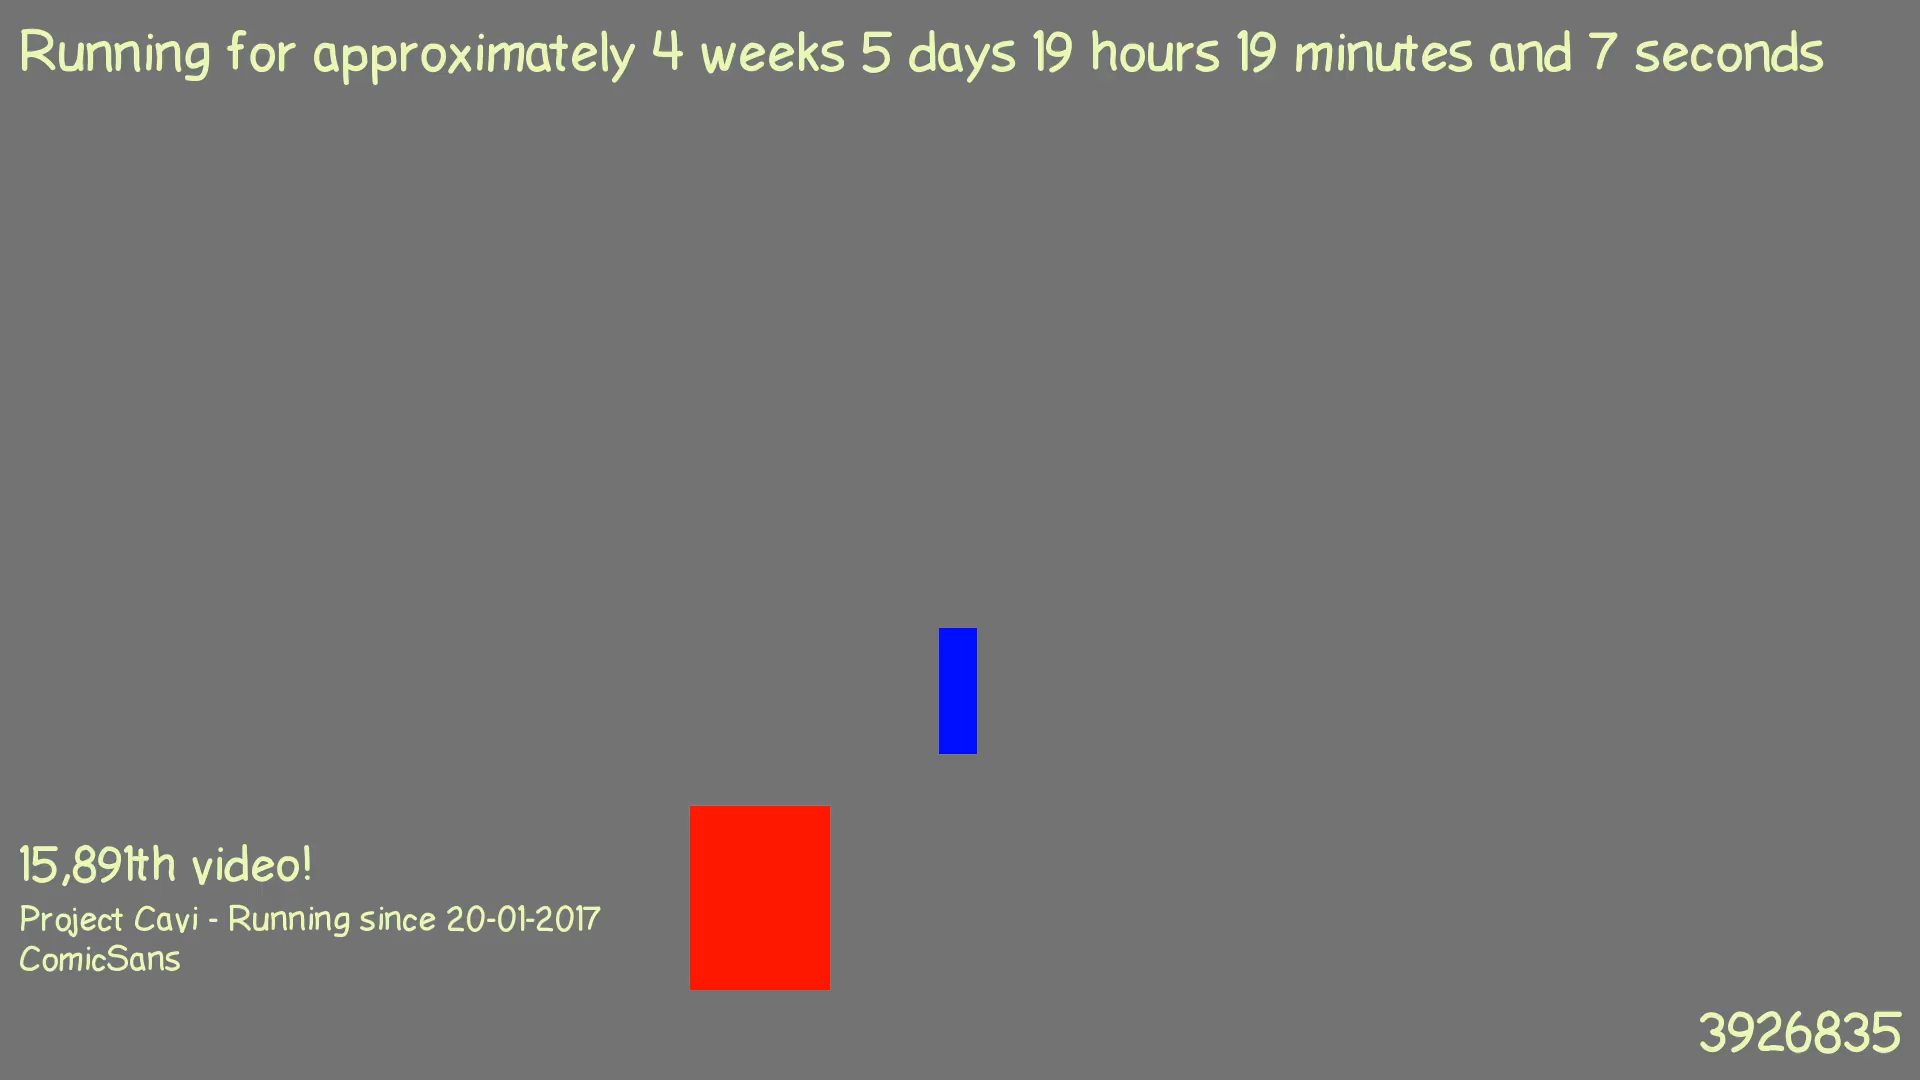 Running for approximately 4 weeks 5 days 19 hours 19 minutes and 7 seconds
15,891th video!
Project Cavi - Running since 20-01-2017
ComicSans
3926835